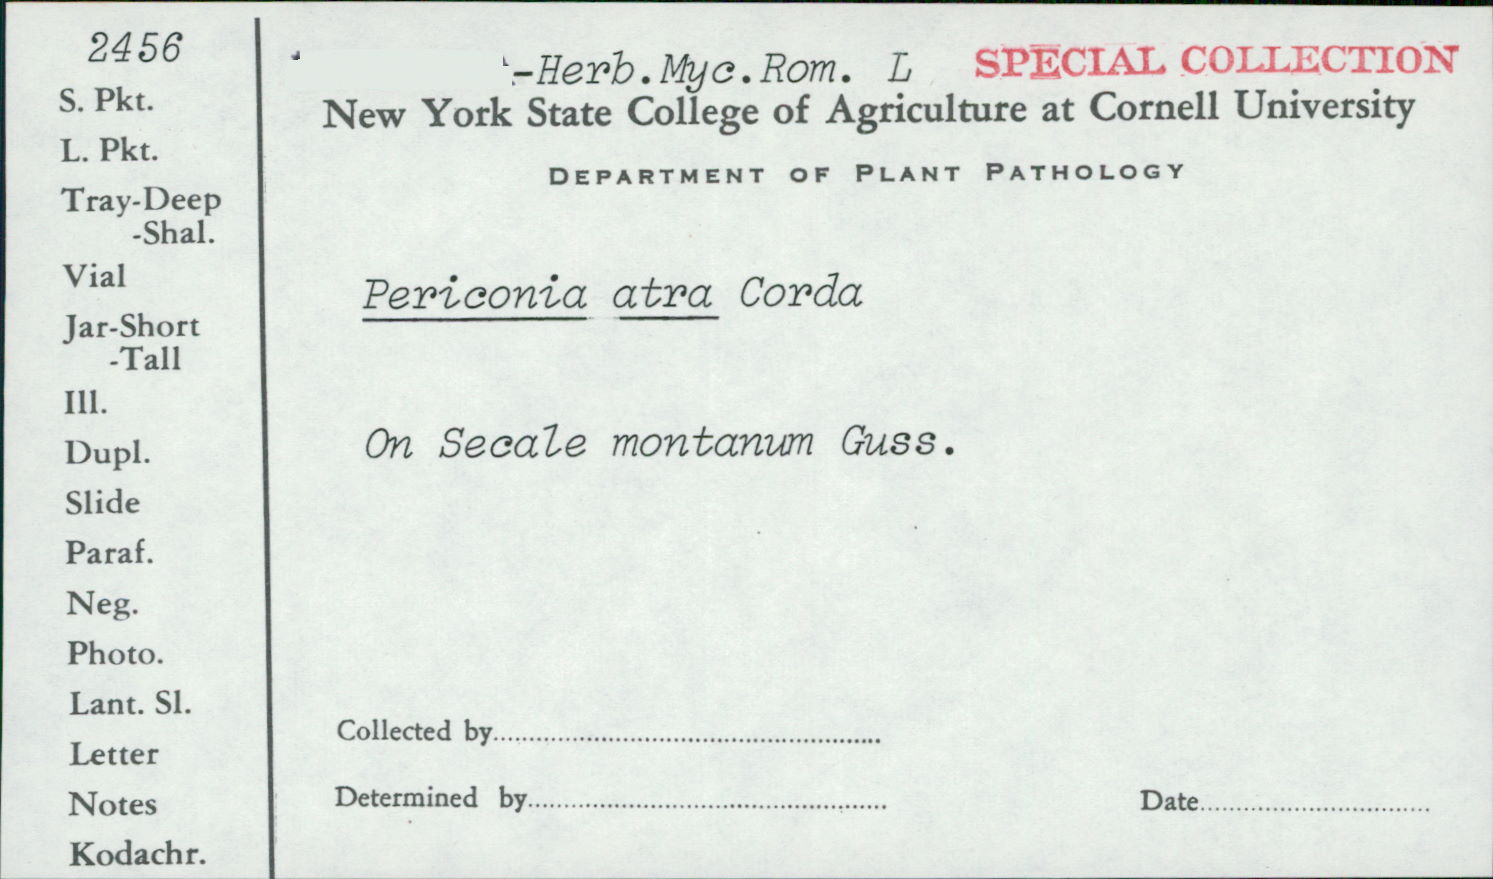 2456
-Herb.Myc.Rom. L SPECIAL COLLECTION
New York State College of Agriculture at Cornell University
DEPARTMENT OF PLANT PATHOLOGY
S. Pkt.
L. Pkt.
Tray-Deep
-Shal.
Vial
Jar-Short
-Tall
Ill.
Dupl.
Slide
Paraf.
Neg.
Photo.
Lant. Sl.
Letter
Notes
Kodachr.
Periconia atra Corda
On Secale montanum Guss.
Collected by
Determined by
Date